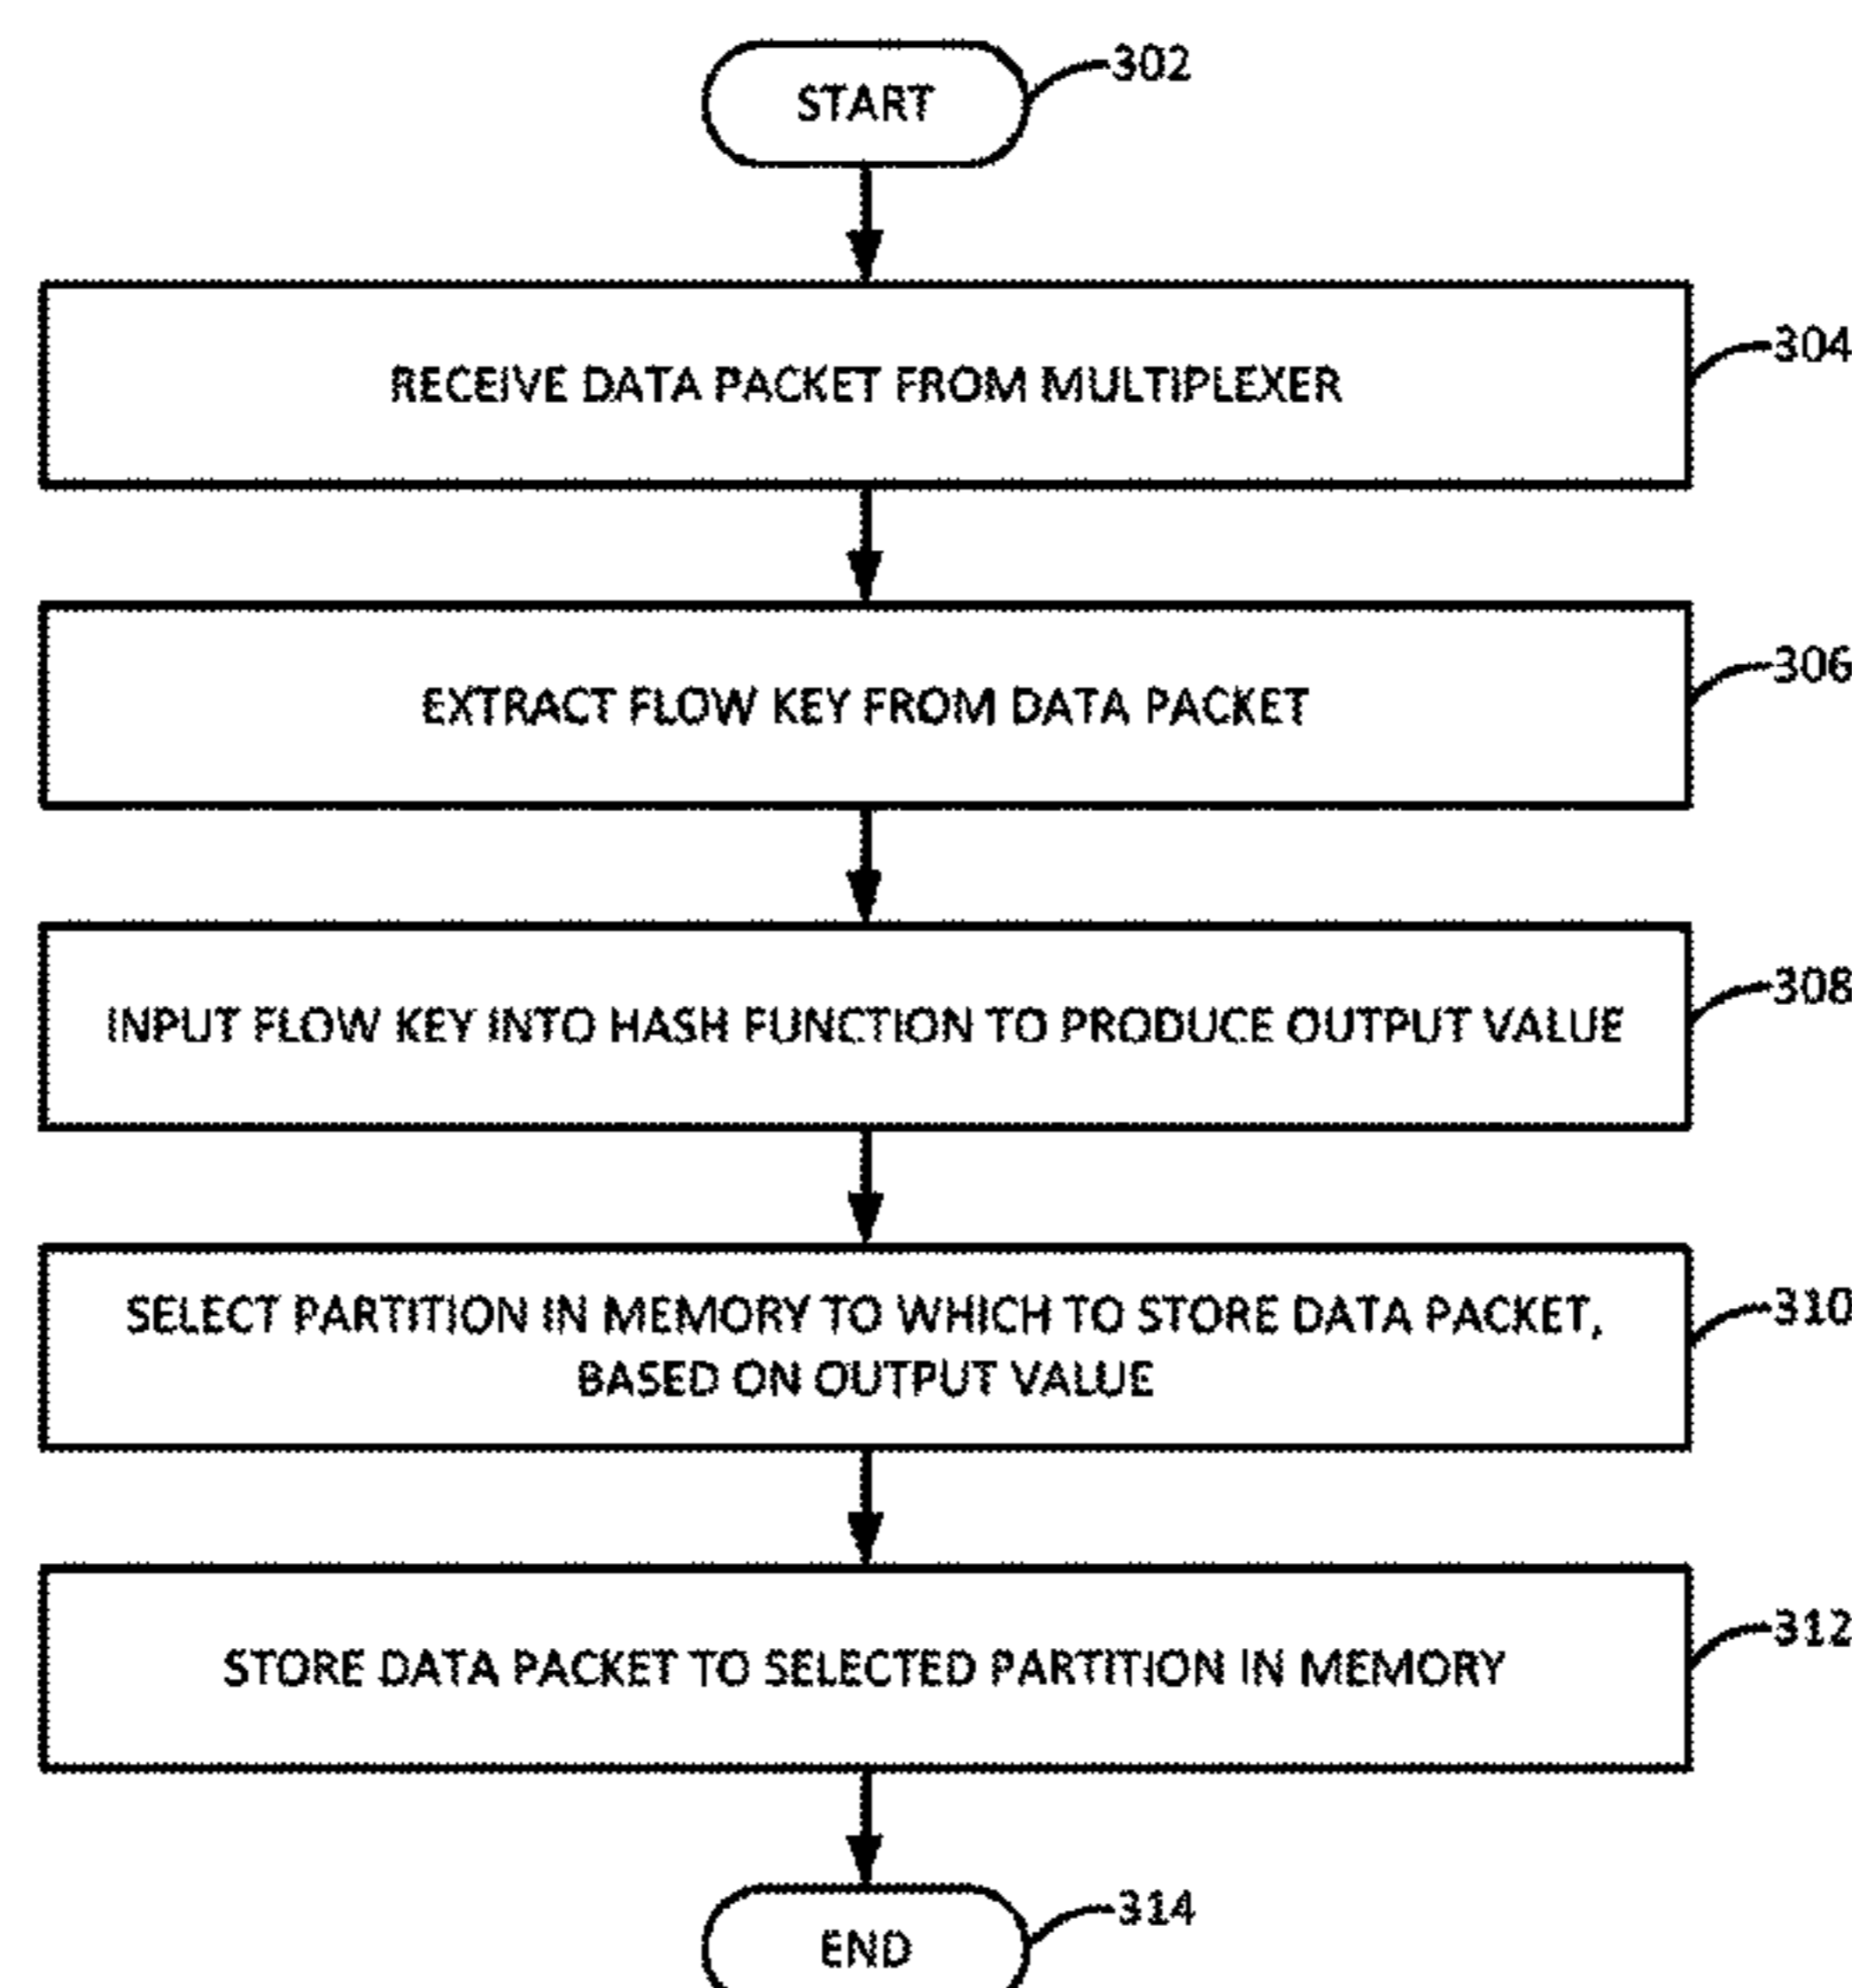 START
302
RECEIVE DATA PACKET FROM MULTIPLEXER
304
EXTRACT FLOW KEY FROM DATA PACKET
306
INPUT FLOW KEY INTO HASH FUNCTION TO PRODUCE OUTPUT VALUE
308
SELECT PARTITION IN MEMORY TO WHICH TO STORE DATA PACKET,
BASED ON OUTPUT VALUE
310
STORE DATA PACKET TO SELECTED PARTITION IN MEMORY
312
END
314